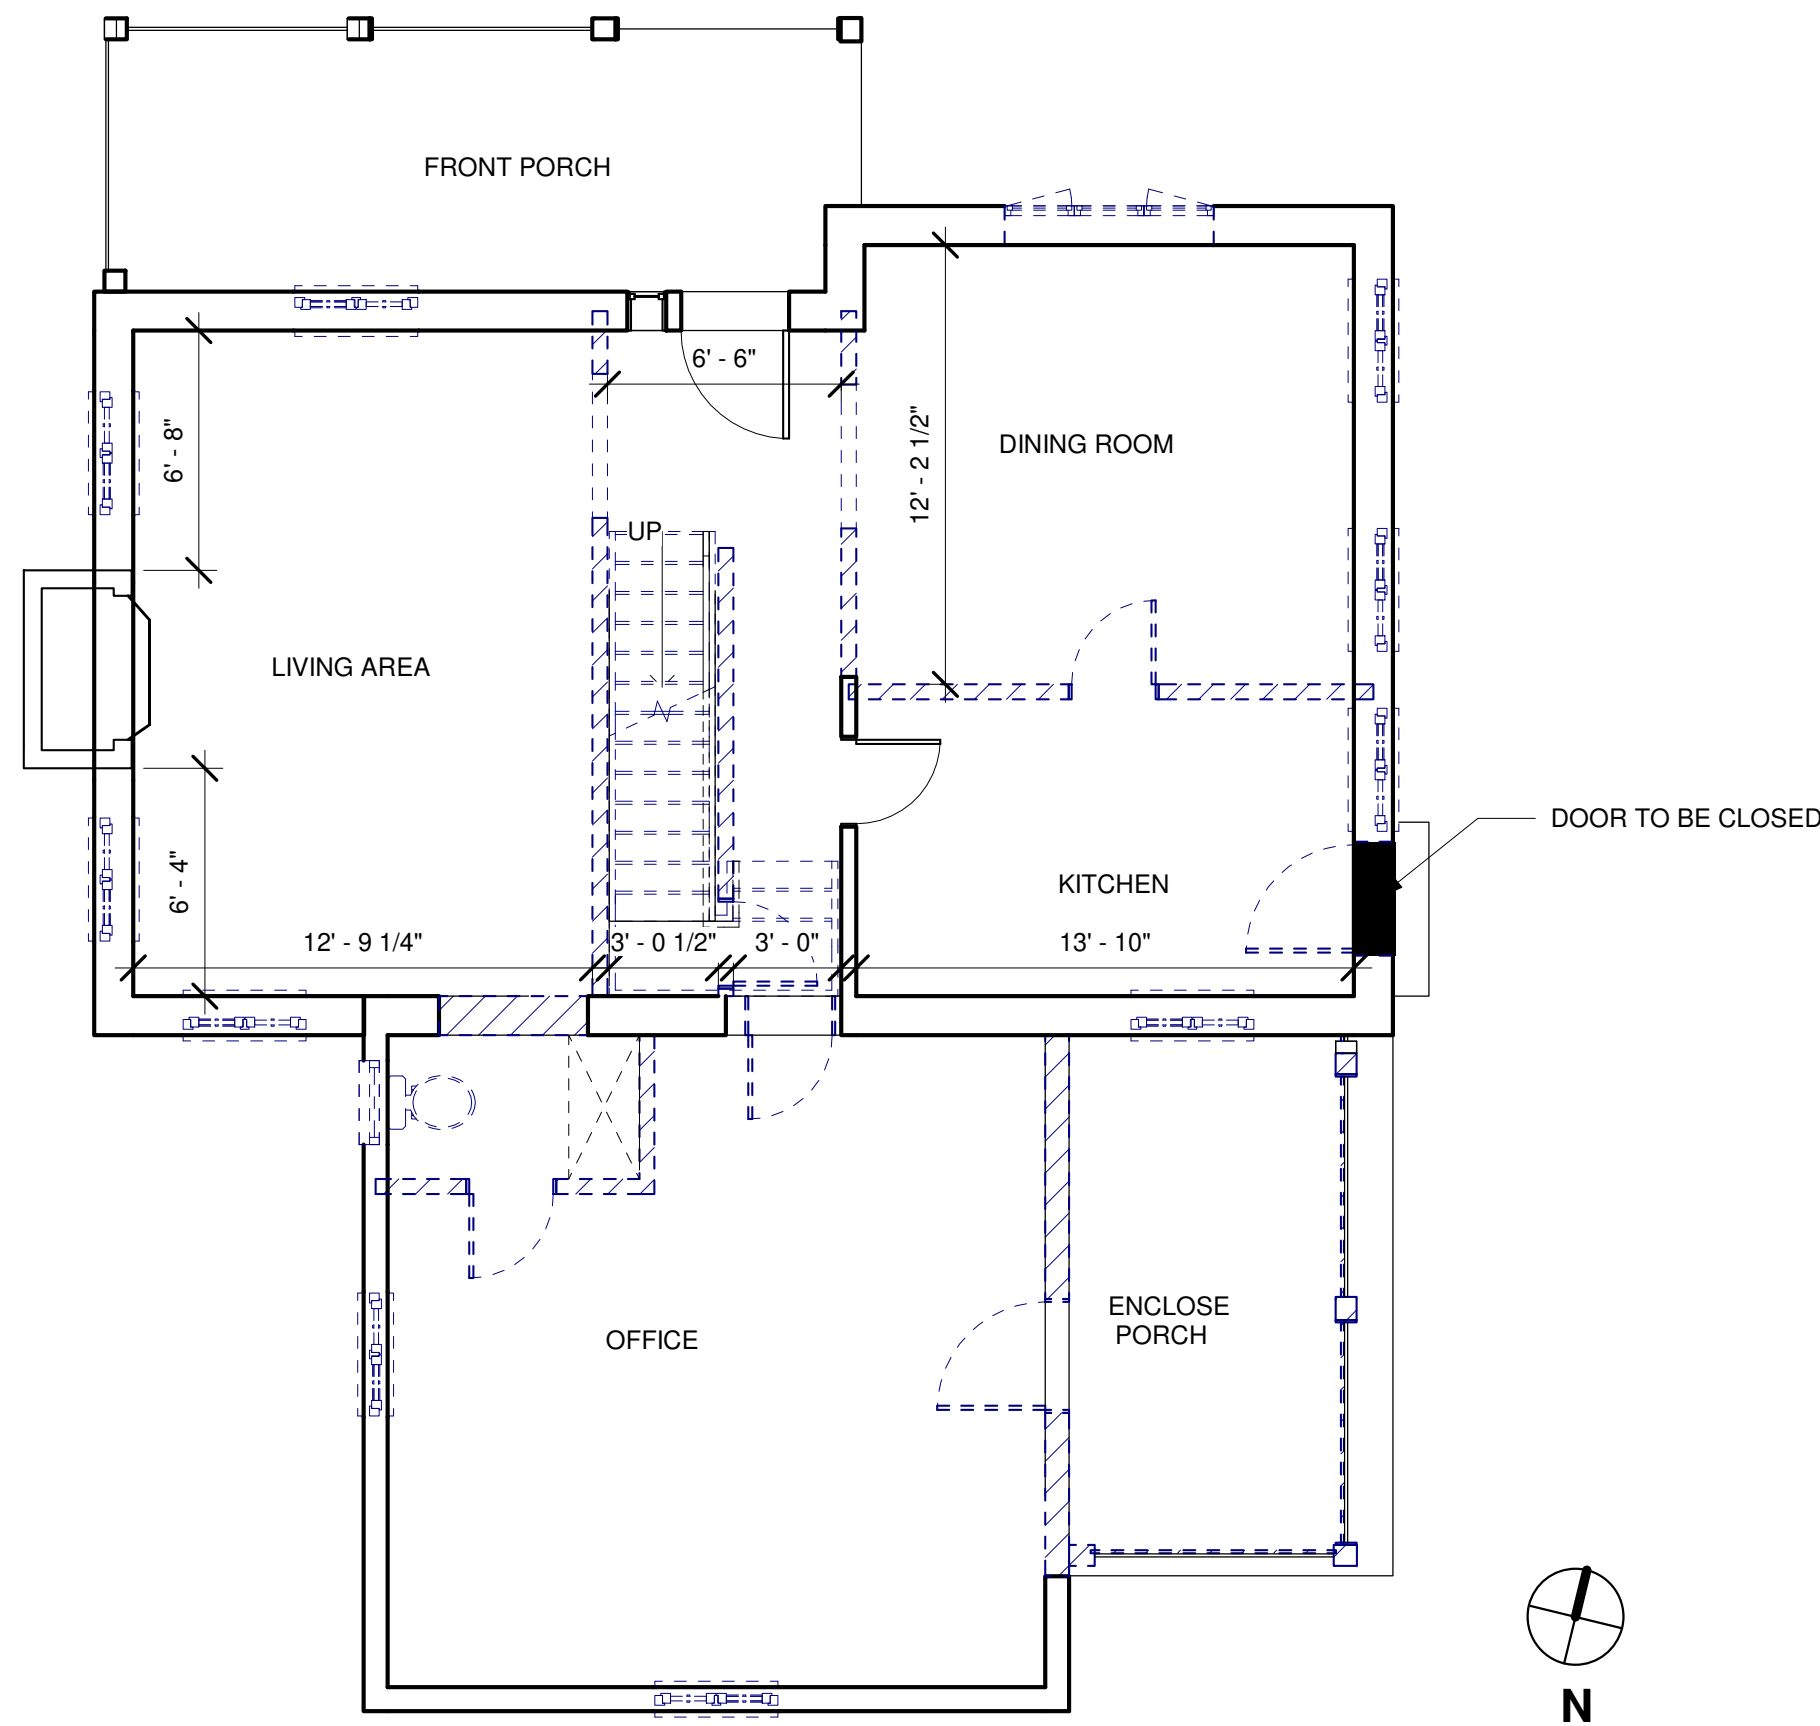 FRONT PORCH
6' - 6"
6' - 8"
12' - 2 1/2"
DINING ROOM
UP
LIVING AREA
DOOR TO BE CLOSED
6' - 4"
KITCHEN
12' - 9 1/4"
3' - 0 1/2"
3' - 0"
13' - 10"
ENCLOSE
PORCH
OFFICE
N